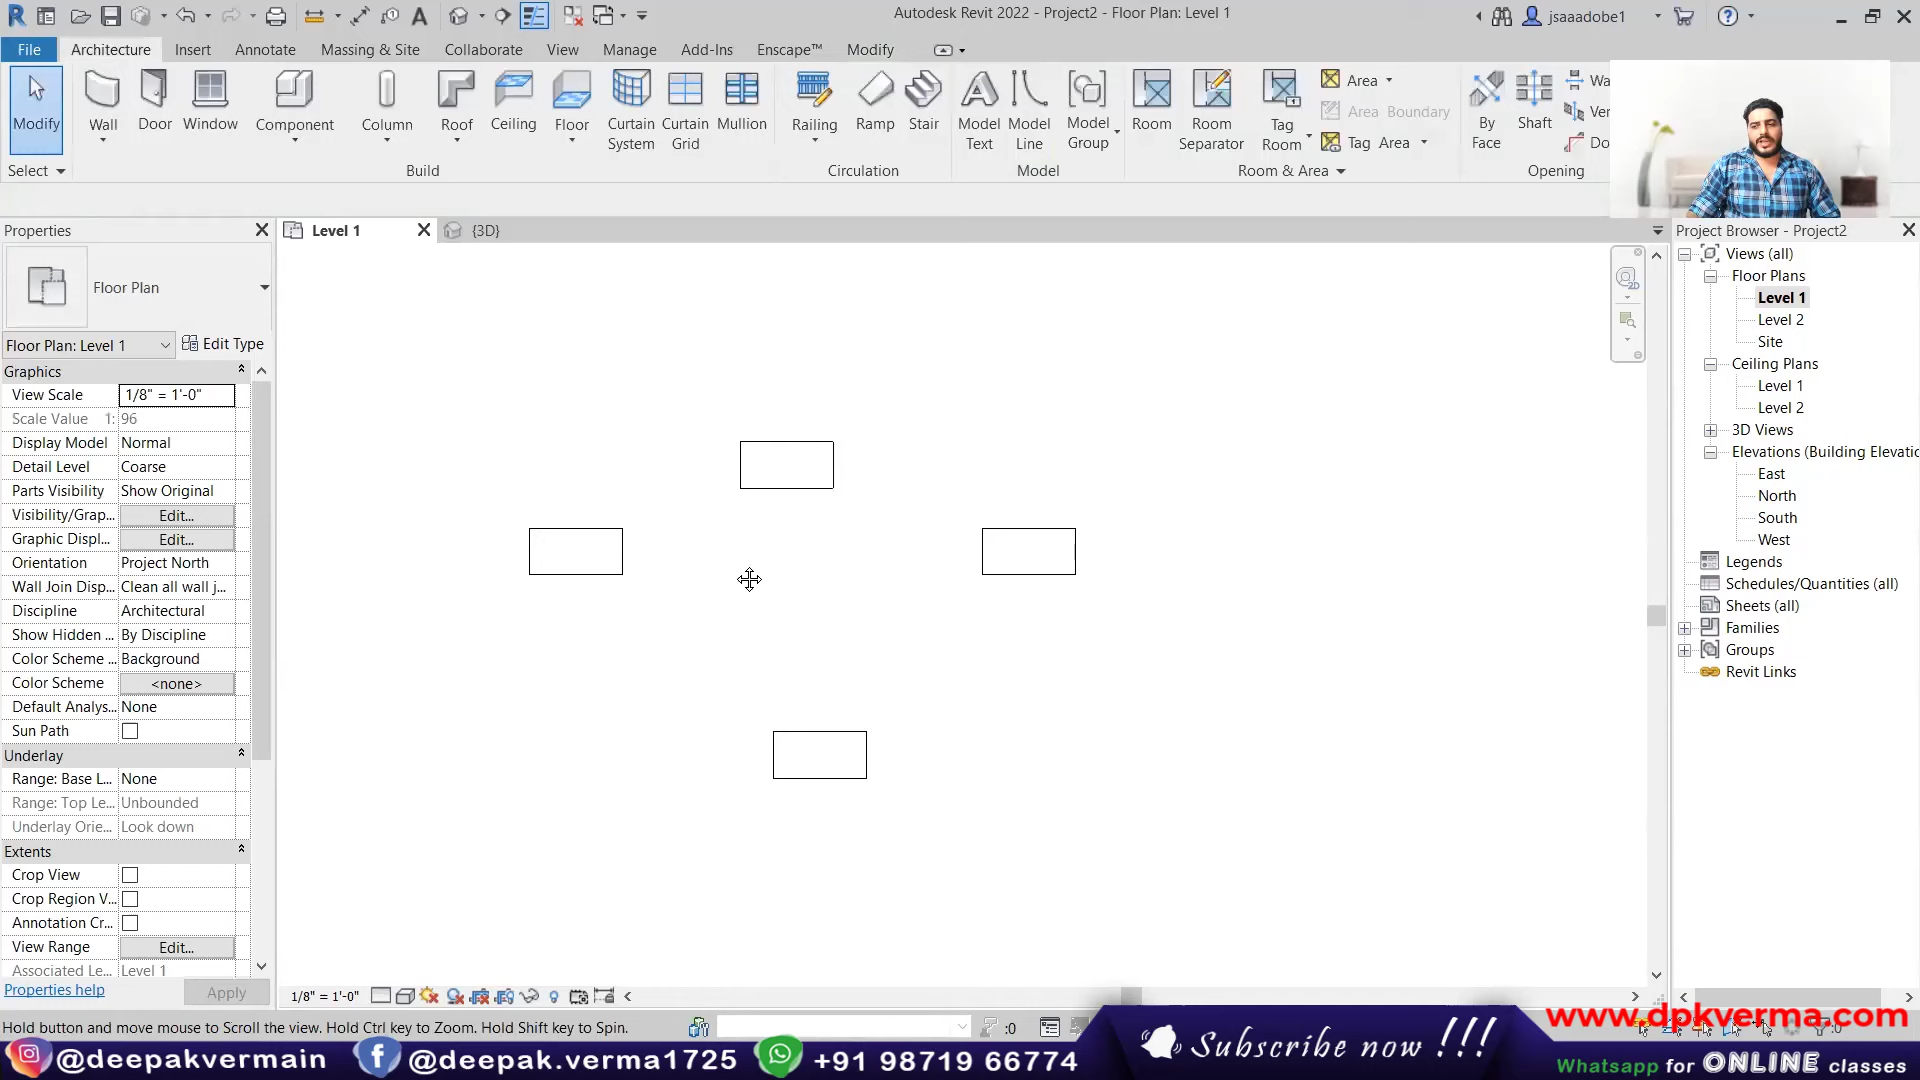 Autodesk Revit 2022 - Project2 - Floor Plan: Level 1
jsaaadobe1
File Architecture Insert Annotate Massing & Site Collaborate View Manage Add-Ins Enscape™ Modify
Modify
Wall
Door
Window
Component
Column
Roof
Ceiling
Floor
Curtain System
Curtain Grid
Mullion
Railing
Ramp
Stair
Model Text
Model Line
Model Group
Room
Room Separator
Tag Room
Area
Area Boundary
Tag Area
By Face
Shaft
Select
Build
Circulation
Model
Room & Area
Opening
Properties
Floor Plan
Floor Plan: Level 1
Edit Type
Graphics
View Scale 1/8" = 1'-0"
Scale Value 1: 96
Display Model Normal
Detail Level Coarse
Parts Visibility Show Original
Visibility/Grap... Edit...
Graphic Displ... Edit...
Orientation Project North
Wall Join Disp... Clean all wall j...
Discipline Architectural
Show Hidden ... By Discipline
Color Scheme ... Background
Color Scheme <none>
Default Analys... None
Sun Path
Underlay
Range: Base L... None
Range: Top Le... Unbounded
Underlay Orie... Look down
Extents
Crop View
Crop Region V...
Annotation Cr...
View Range Edit...
Associated Le... Level 1
Properties help
Apply
Level 1
{3D}
2D
1/8" = 1'-0"
Project Browser - Project2
Views (all)
Floor Plans
Level 1
Level 2
Site
Ceiling Plans
Level 1
Level 2
3D Views
Elevations (Building Elevatio
East
North
South
West
Legends
Schedules/Quantities (all)
Sheets (all)
Families
Groups
Revit Links
Hold button and move mouse to Scroll the view. Hold Ctrl key to Zoom. Hold Shift key to Spin.
:0
:0
@deepakvermain
@deepak.verma1725
+91 98719 66774
Subscribe now !!!
www.dpkverma.com
Whatsapp for ONLINE classes